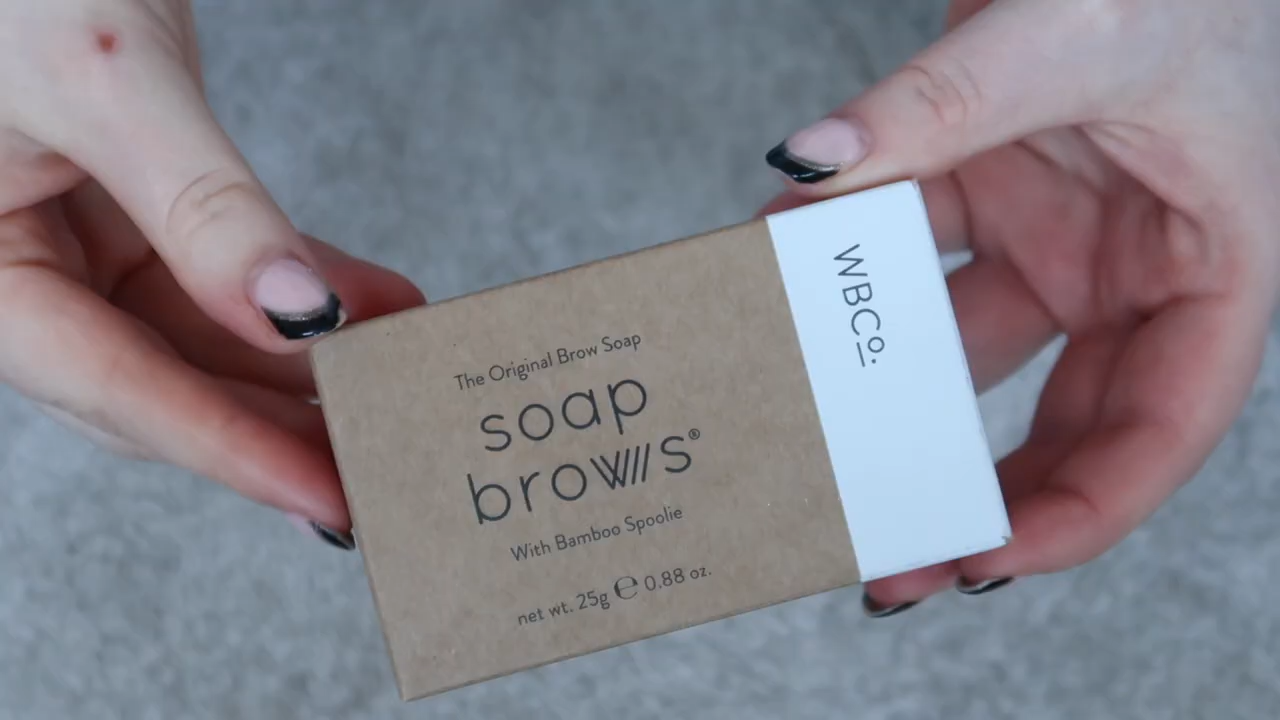 The Original Brow Soap
soap
brows®
With Bamboo Spoolie
net wt. 25g ℮ 0.88 oz.
WBCo.